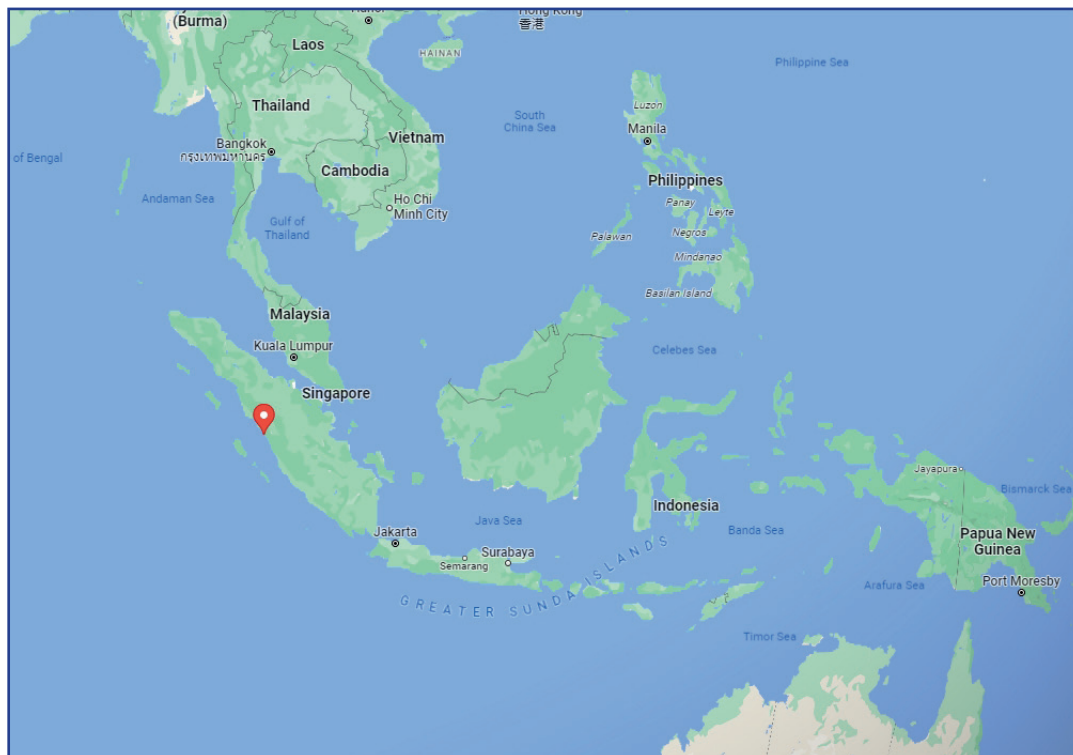 (Burma)
Hong Kong
香港
Laos
HAINAN
Philippine Sea
Thailand
Luzon
South
China Sea
Manila
Vietnam
Bangkok
กรุงเทพมหานคร
of Bengal
Cambodia
Philippines
Andaman Sea
Ho Chi
Minh City
Panay
Leyte
Gulf of
Thailand
Negros
Palawan
Mindanao
Basilan Island
Malaysia
Kuala Lumpur
Celebes Sea
Singapore
Jayapura
Bismarck Sea
Indonesia
Java Sea
Banda Sea
Jakarta
Papua New
Guinea
Surabaya
Semarang
Port Moresby
Arafura Sea
GREATER SUNDA ISLANDS
Timor Sea